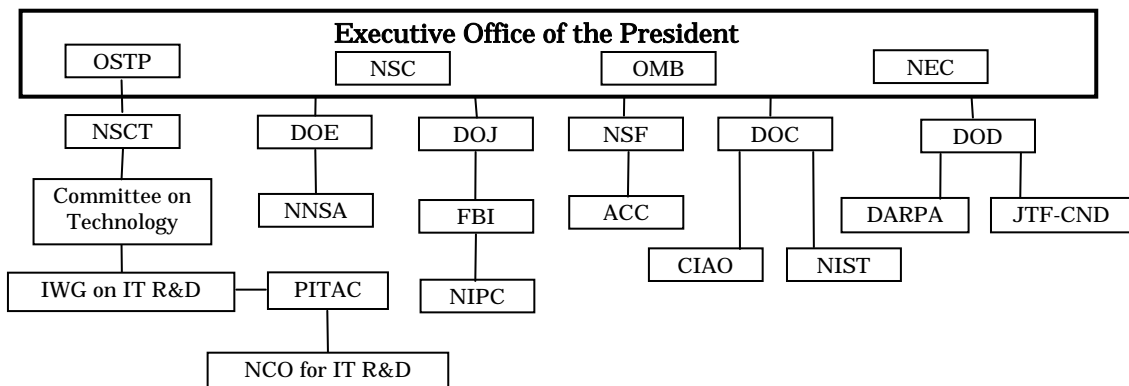 Executive Office of the President
OSTP
NSC
OMB
NEC
NSCT
DOE
DOJ
NSF
DOC
DOD
Committee on
Technology
NNSA
FBI
ACC
DARPA
JTF-CND
CIAO
NIST
IWG on IT R&D
PITAC
NIPC
NCO for IT R&D